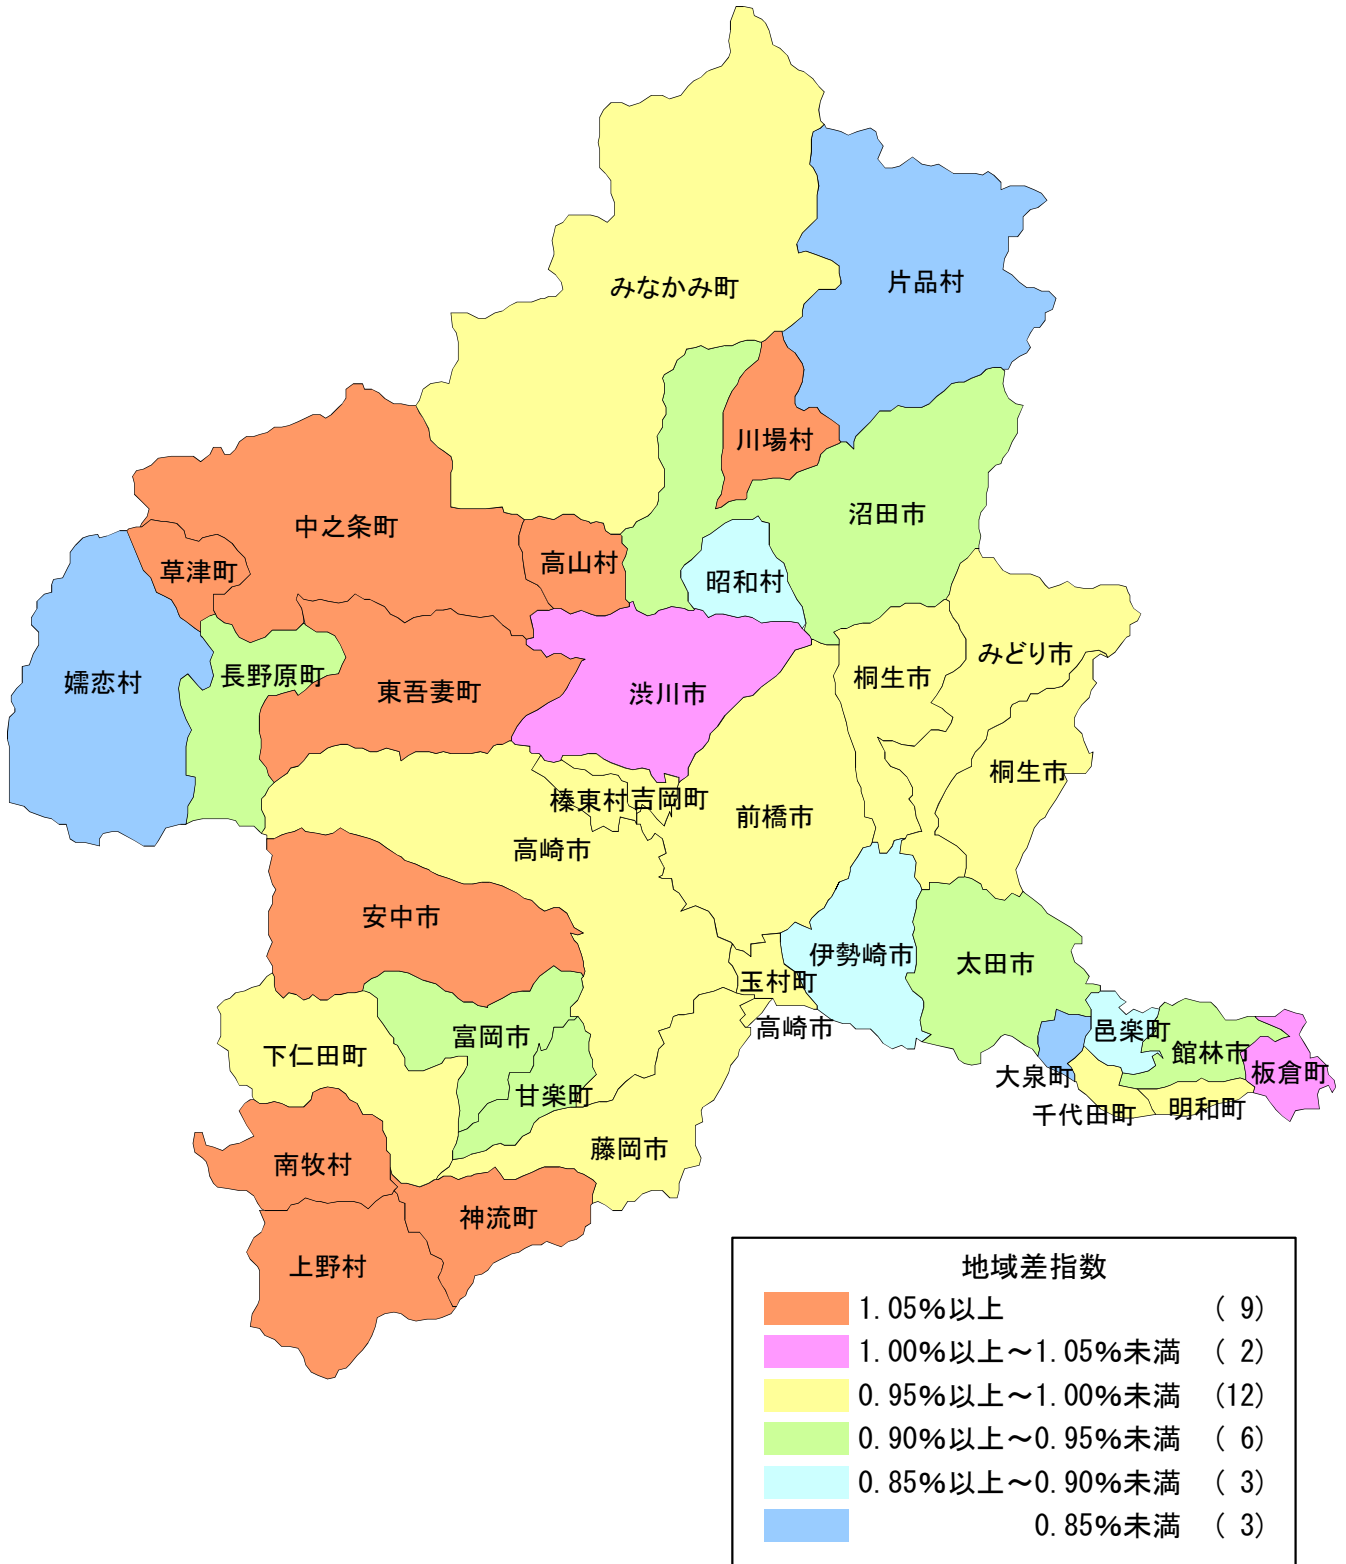 みなかみ町
片品村
川場村
沼田市
中之条町
高山村
草津町
昭和村
みどり市
桐生市
嬬恋村
長野原町
東吾妻町
渋川市
桐生市
榛東村
吉岡町
前橋市
高崎市
安中市
伊勢崎市
太田市
玉村町
高崎市
富岡市
下仁田町
邑楽町
館林市
板倉町
大泉町
甘楽町
千代田町
明和町
藤岡市
南牧村
神流町
上野村
地域差指数
1.05%以上 ( 9)
1.00%以上～1.05%未満 ( 2)
0.95%以上～1.00%未満 (12)
0.90%以上～0.95%未満 ( 6)
0.85%以上～0.90%未満 ( 3)
0.85%未満 ( 3)